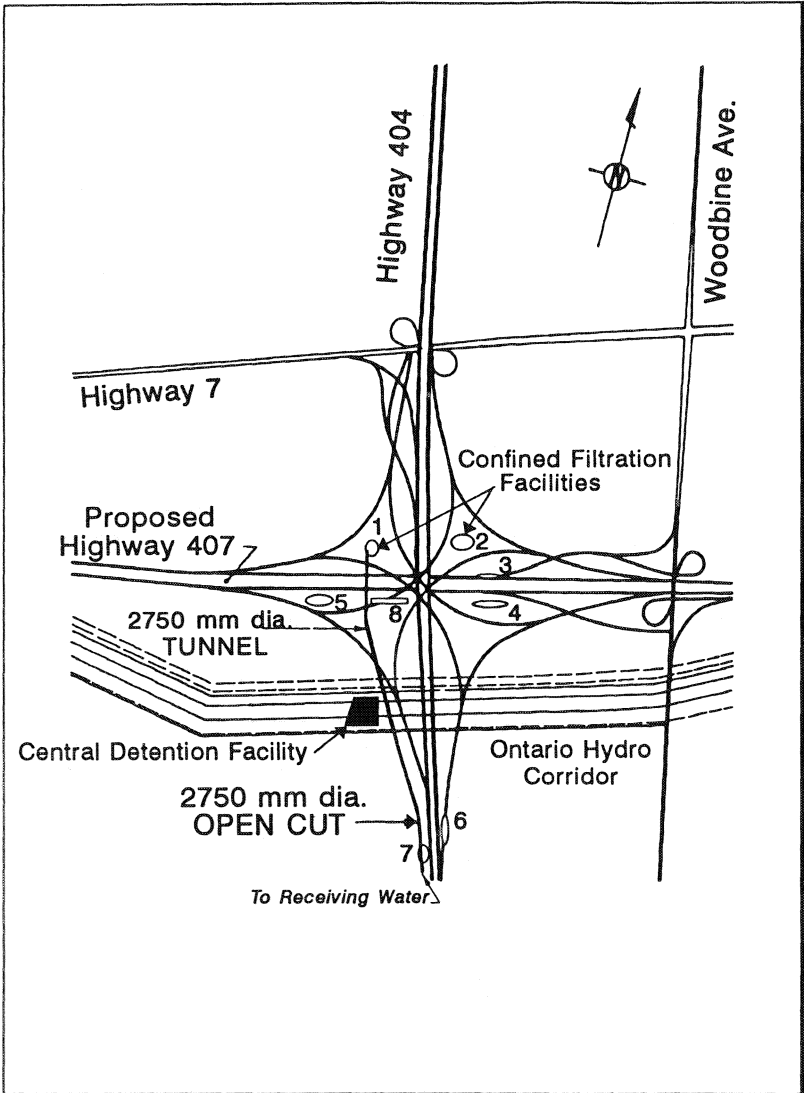 Highway 404
N
Woodbine Ave.
Highway 7
Confined Filtration
Facilities
Proposed
Highway 407
1
2
3
4
5
8
2750 mm dia.
TUNNEL
Central Detention Facility
Ontario Hydro
Corridor
2750 mm dia.
OPEN CUT
6
7
To Receiving Water